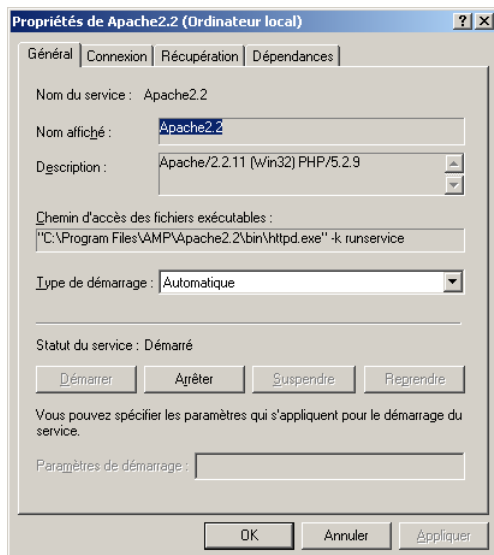 Propriétés de Apache2.2 (Ordinateur local)
Général Connexion Récupération Dépendances
Nom du service : Apache2.2
Nom affiché : Apache2.2
Description : Apache/2.2.11 (Win32) PHP/5.2.9
Chemin d'accès des fichiers exécutables :
"C:\Program Files\AMP\Apache2.2\bin\httpd.exe" -k runservice
Type de démarrage : Automatique
Statut du service : Démarré
Démarrer Arrêter Suspendre Reprendre
Vous pouvez spécifier les paramètres qui s'appliquent pour le démarrage du
service.
Paramètres de démarrage :
OK Annuler Appliquer